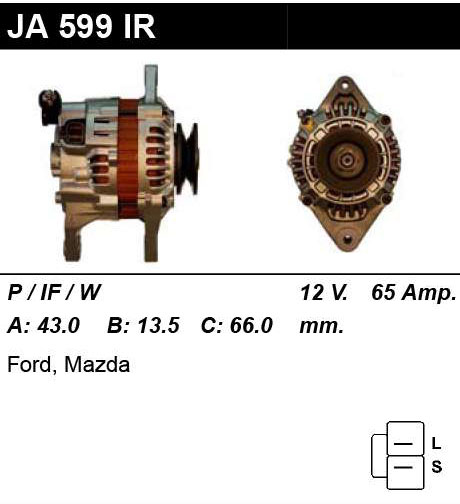 JA 599 IR
P / IF / W 12 V. 65 Amp.
A: 43.0 B: 13.5 C: 66.0 mm.
Ford, Mazda
L
S